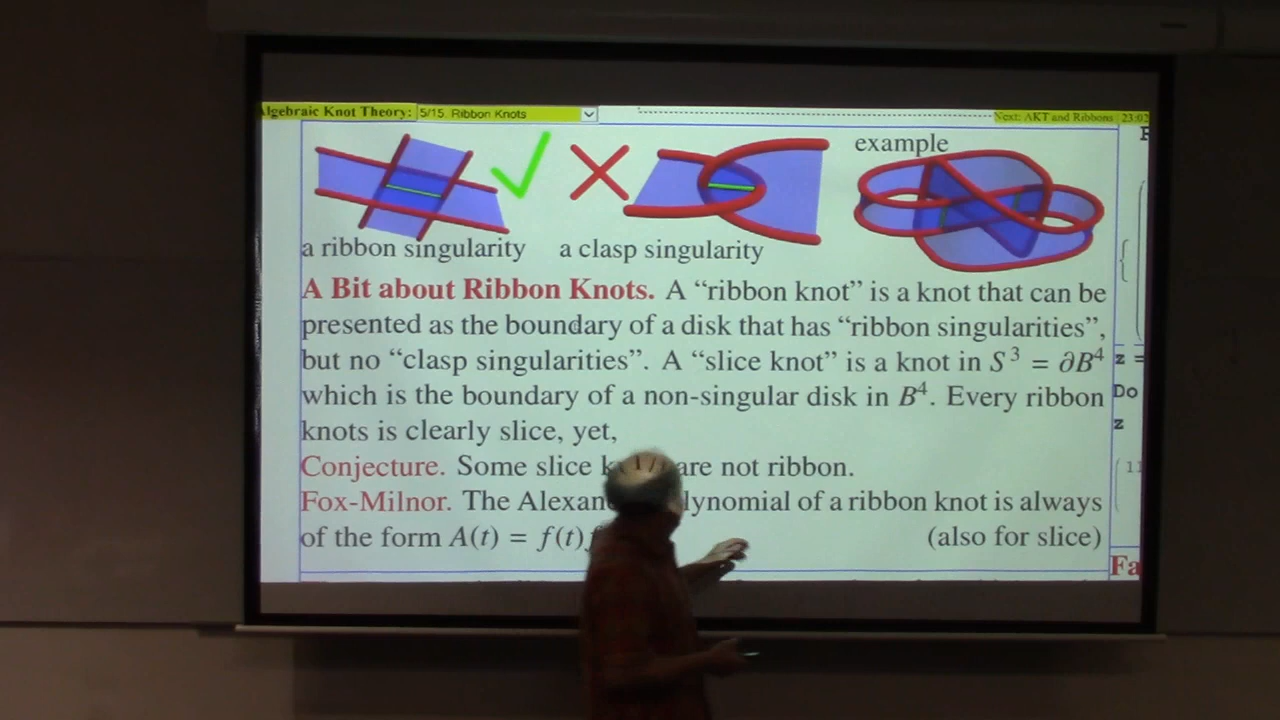 Algebraic Knot Theory: 5/15. Ribbon Knots Next: AKT and Ribbons 23:02
example
a ribbon singularity a clasp singularity
A Bit about Ribbon Knots. A “ribbon knot” is a knot that can be
presented as the boundary of a disk that has “ribbon singularities”,
but no “clasp singularities”. A “slice knot” is a knot in S³ = ∂B⁴
z =
which is the boundary of a non-singular disk in B⁴. Every ribbon
Do
knots is clearly slice, yet,
z
Conjecture. Some slice are not ribbon.
Fox-Milnor. The of a ribbon knot is always
of the form A(t) = f(t) (also for slice)
Fa